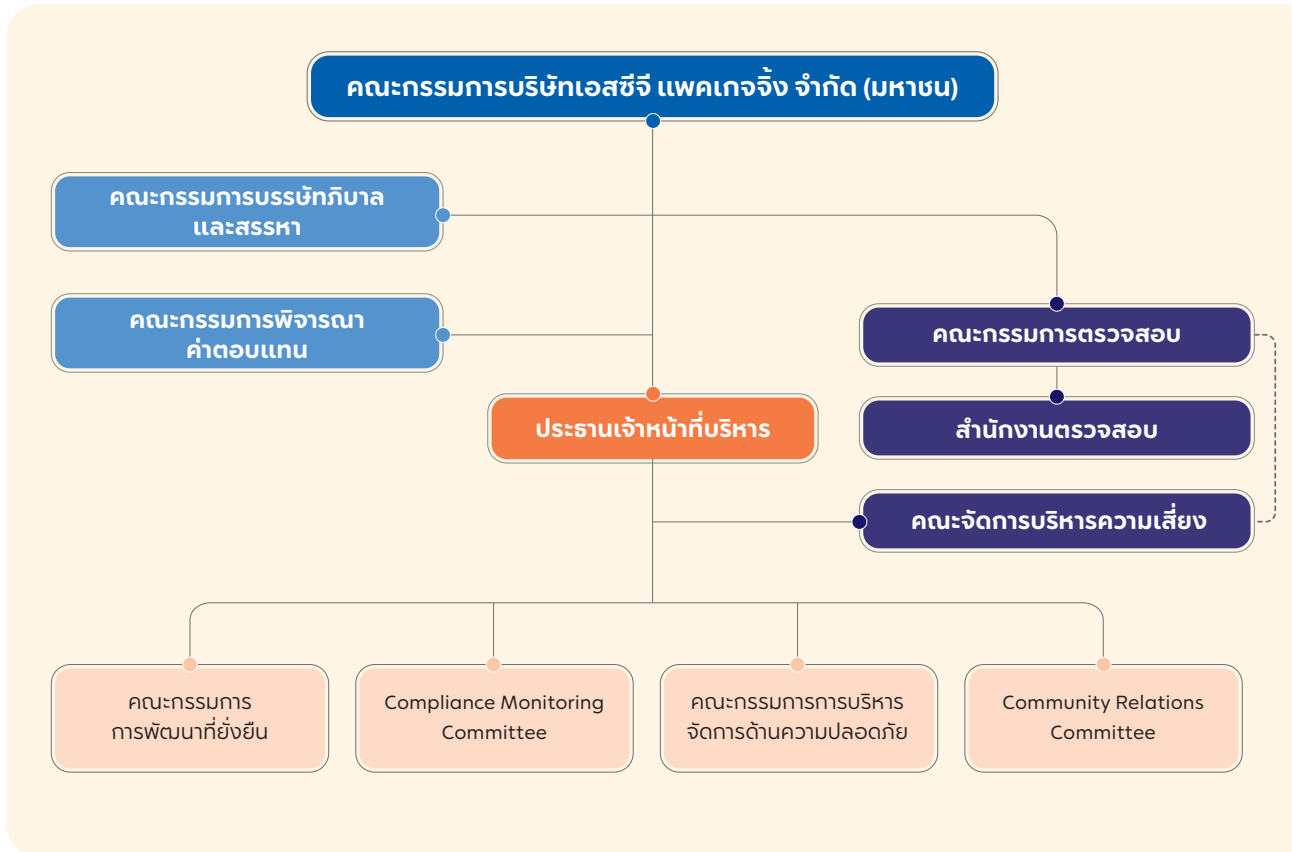 คณะกรรมการบริษัทเอสซีจี แพคเกจจิ้ง จำกัด (มหาชน)
คณะกรรมการบรรษัทภิบาล
และสรรหา
คณะกรรมการพิจารณา
ค่าตอบแทน
คณะกรรมการตรวจสอบ
ประธานเจ้าหน้าที่บริหาร
สำนักงานตรวจสอบ
คณะจัดการบริหารความเสี่ยง
คณะกรรมการ
การพัฒนาที่ยั่งยืน
Compliance Monitoring
Committee
คณะกรรมการการบริหาร
จัดการด้านความปลอดภัย
Community Relations
Committee